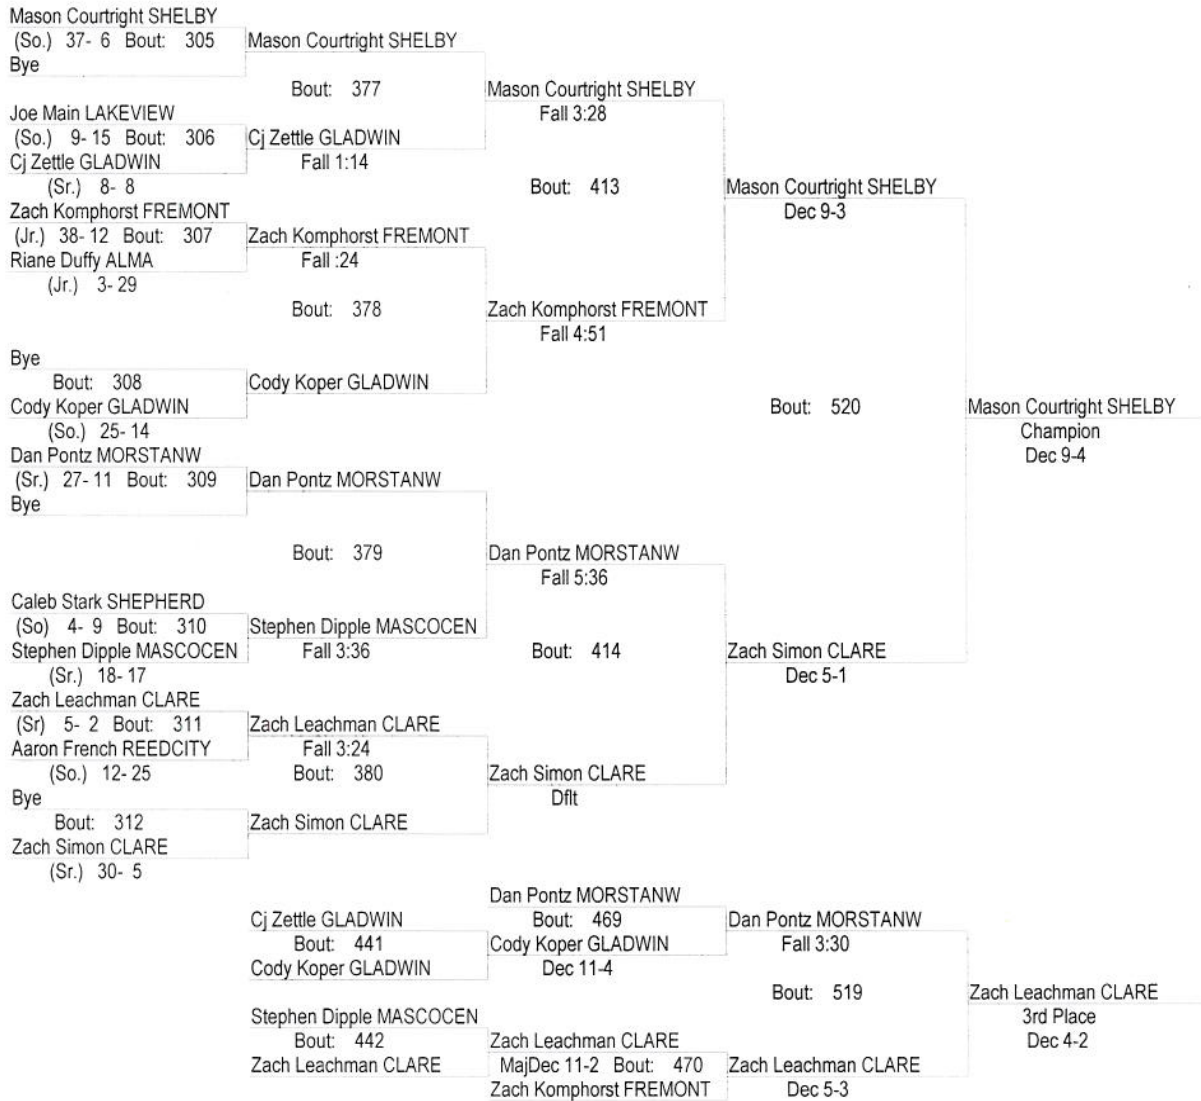 Mason Courtright SHELBY
(So.) 37- 6 Bout: 305
Mason Courtright SHELBY
Bye
Bout: 377
Mason Courtright SHELBY
Fall 3:28
Joe Main LAKEVIEW
(So.) 9- 15 Bout: 306
Cj Zettle GLADWIN
Cj Zettle GLADWIN
Fall 1:14
(Sr.) 8- 8
Bout: 413
Mason Courtright SHELBY
Dec 9-3
Zach Komphorst FREMONT
(Jr.) 38- 12 Bout: 307
Zach Komphorst FREMONT
Riane Duffy ALMA
Fall :24
(Jr.) 3- 29
Bout: 378
Zach Komphorst FREMONT
Fall 4:51
Bye
Bout: 308
Cody Koper GLADWIN
Cody Koper GLADWIN
(So.) 25- 14
Bout: 520
Mason Courtright SHELBY
Champion
Dec 9-4
Dan Pontz MORSTANW
(Sr.) 27- 11 Bout: 309
Dan Pontz MORSTANW
Bye
Bout: 379
Dan Pontz MORSTANW
Fall 5:36
Caleb Stark SHEPHERD
(So) 4- 9 Bout: 310
Stephen Dipple MASCOCEN
Stephen Dipple MASCOCEN
Fall 3:36
(Sr.) 18- 17
Bout: 414
Zach Simon CLARE
Dec 5-1
Zach Leachman CLARE
(Sr) 5- 2 Bout: 311
Zach Leachman CLARE
Aaron French REEDCITY
Fall 3:24
(So.) 12- 25
Bout: 380
Zach Simon CLARE
Dflt
Bye
Bout: 312
Zach Simon CLARE
Zach Simon CLARE
(Sr.) 30- 5
Dan Pontz MORSTANW
Cj Zettle GLADWIN
Bout: 469
Dan Pontz MORSTANW
Bout: 441
Cody Koper GLADWIN
Fall 3:30
Cody Koper GLADWIN
Dec 11-4
Bout: 519
Zach Leachman CLARE
3rd Place
Dec 4-2
Stephen Dipple MASCOCEN
Bout: 442
Zach Leachman CLARE
Zach Leachman CLARE
MajDec 11-2 Bout: 470
Zach Leachman CLARE
Zach Komphorst FREMONT
Dec 5-3